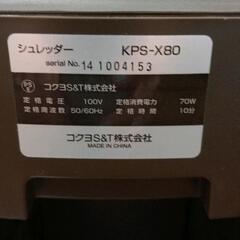 シュレッダー KPS-X80
serial No. 14 1004153
コクヨS&T株式会社
定格電圧 100V 定格消費電力 70W
定格周波数 50/60Hz 定格時間 10分
コクヨS&T株式会社
MADE IN CHINA